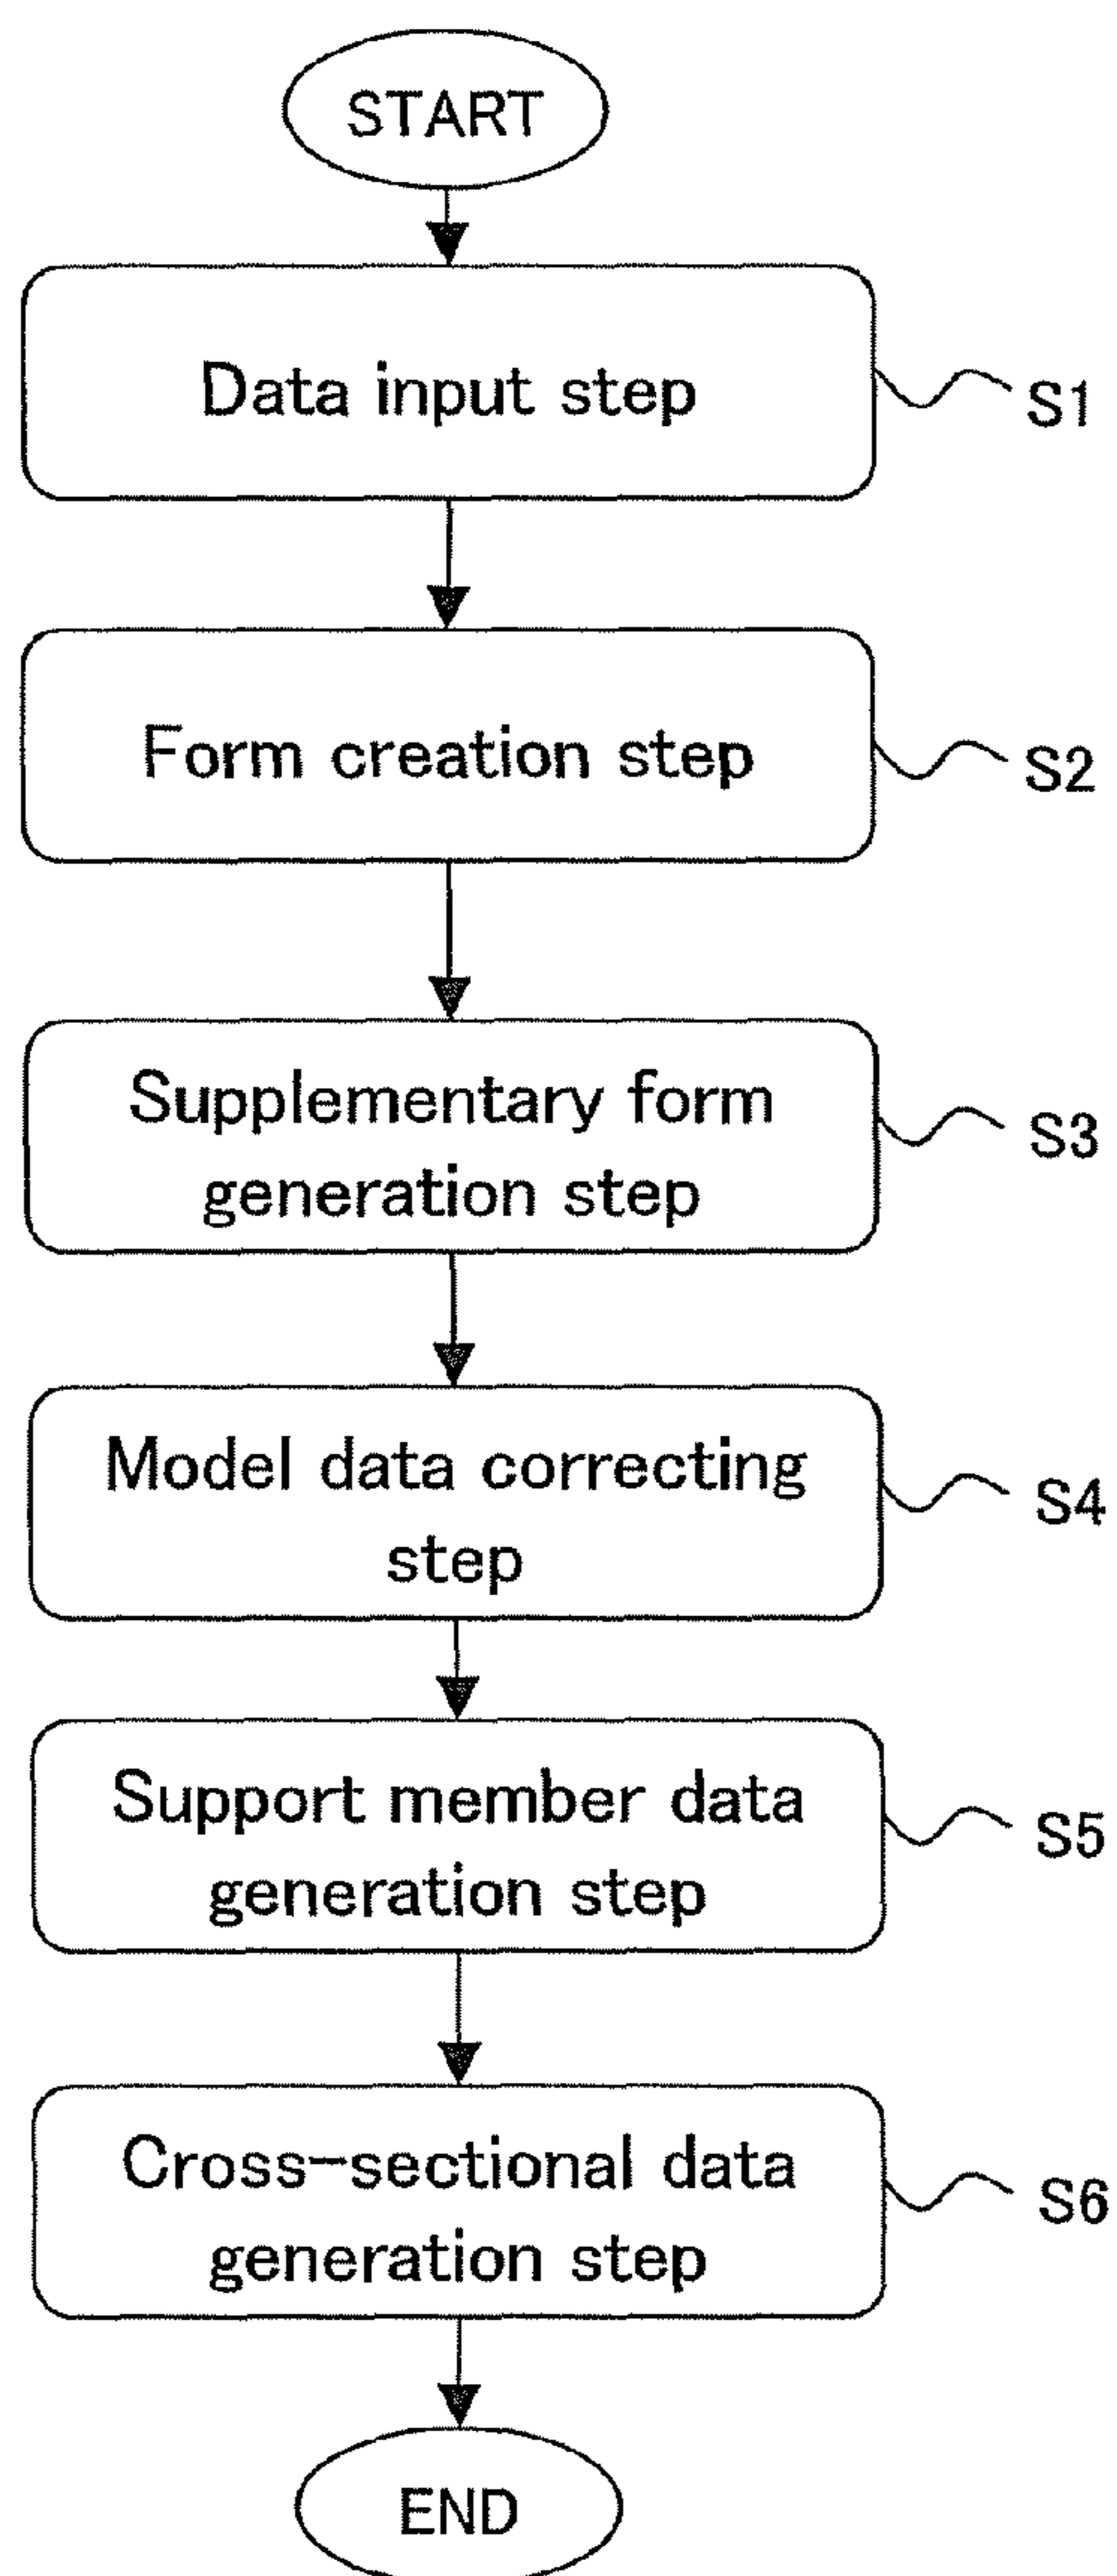 START
Data input step
S1
Form creation step
S2
Supplementary form
generation step
S3
Model data correcting
step
S4
Support member data
generation step
S5
Cross-sectional data
generation step
S6
END